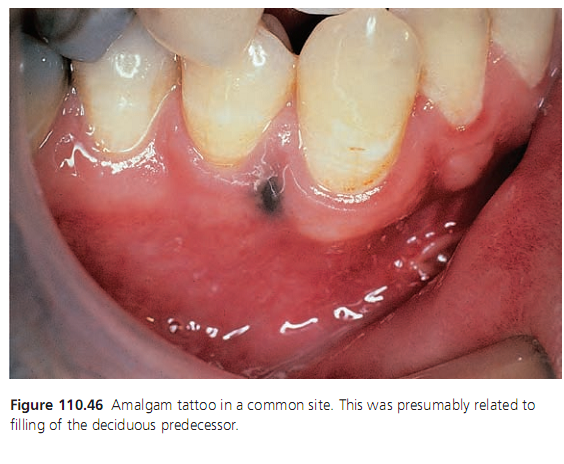 Figure 110.46 Amalgam tattoo in a common site. This was presumably related to
filling of the deciduous predecessor.